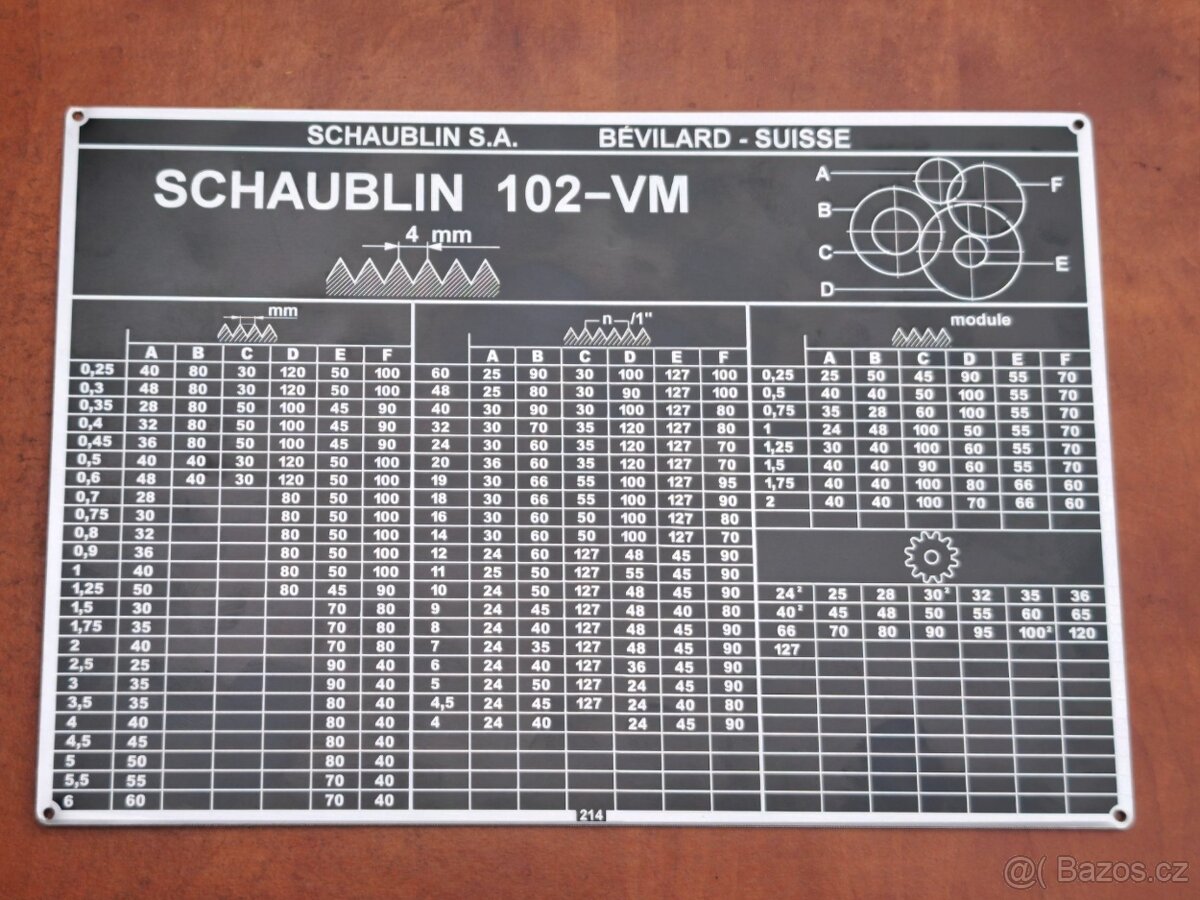 SCHAUBLIN S.A. BÉVILARD - SUISSE
SCHAUBLIN 102-VM
4 mm
A
B
C
D
F
E
mm
A B C D E F
0,25 40 80 30 120 50 100
0,3 48 80 30 120 50 100
0,35 28 80 50 100 45 90
0,4 32 80 50 100 45 90
0,45 36 80 50 100 45 90
0,5 40 40 30 120 50 100
0,6 48 40 30 120 50 100
0,7 28 80 50 100
0,75 30 80 50 100
0,8 32 80 50 100
0,9 36 80 50 100
1 40 80 50 100
1,25 50 80 45 90
1,5 30 70 80
1,75 35 70 80
2 40 70 80
2,5 25 90 40
3 35 90 40
3,5 35 80 40
4 40 80 40
4,5 45 80 40
5 50 80 40
5,5 55 70 40
6 60 70 40
n /1"
A B C D E F
60 25 90 30 100 127 100
48 25 80 30 90 127 100
40 30 90 30 100 127 80
32 30 70 35 120 127 80
24 30 60 35 120 127 70
20 36 60 35 120 127 70
19 30 66 55 100 127 95
18 30 66 55 100 127 90
16 30 60 50 100 127 80
14 30 60 50 100 127 70
12 24 60 127 48 45 90
11 25 50 127 55 45 90
10 24 50 127 48 45 90
9 24 45 127 48 40 80
8 24 40 127 48 45 90
7 24 35 127 48 45 90
6 24 40 127 36 45 90
5 24 50 127 24 45 90
4,5 24 45 127 24 40 80
4 24 40 24 45 90
module
A B C D E F
0,25 25 50 45 90 55 70
0,5 40 40 50 100 55 70
0,75 35 28 60 100 55 70
1 24 48 100 50 55 70
1,25 30 40 100 60 55 70
1,5 40 40 90 60 55 70
1,75 40 40 100 80 66 60
2 40 40 100 70 66 60
24² 25 28 30² 32 35 36
40² 45 48 50 55 60 65
66 70 80 90 95 100² 120
127
214
@( Bazos.cz